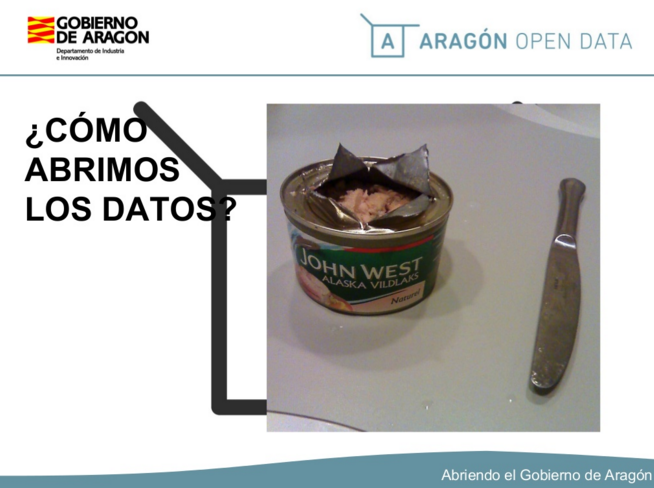 GOBIERNO
DE ARAGON
Departamento de Industria
e Innovación
A ARAGÓN OPEN DATA
¿CÓMO
ABRIMOS
LOS DATOS?
JOHN WEST
ALASKA VILDLAKS
Naturel
Abriendo el Gobierno de Aragón